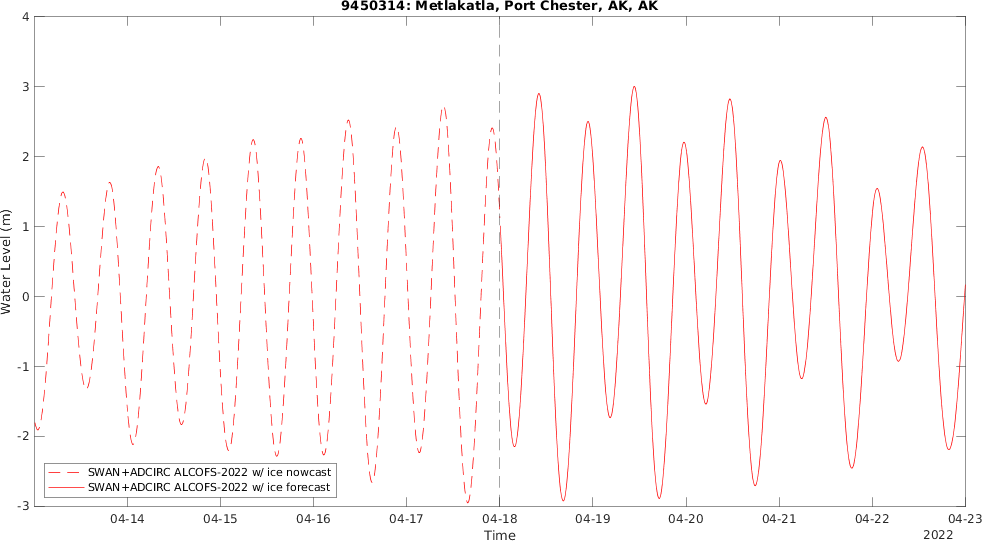 9450314: Metlakatla, Port Chester, AK, AK
4
3
2
1
0
-1
-2
-3
Water Level (m)
SWAN+ADCIRC ALCOFS-2022 w/ ice nowcast
SWAN+ADCIRC ALCOFS-2022 w/ ice forecast
04-14 04-15 04-16 04-17 04-18 04-19 04-20 04-21 04-22 04-23
Time
2022